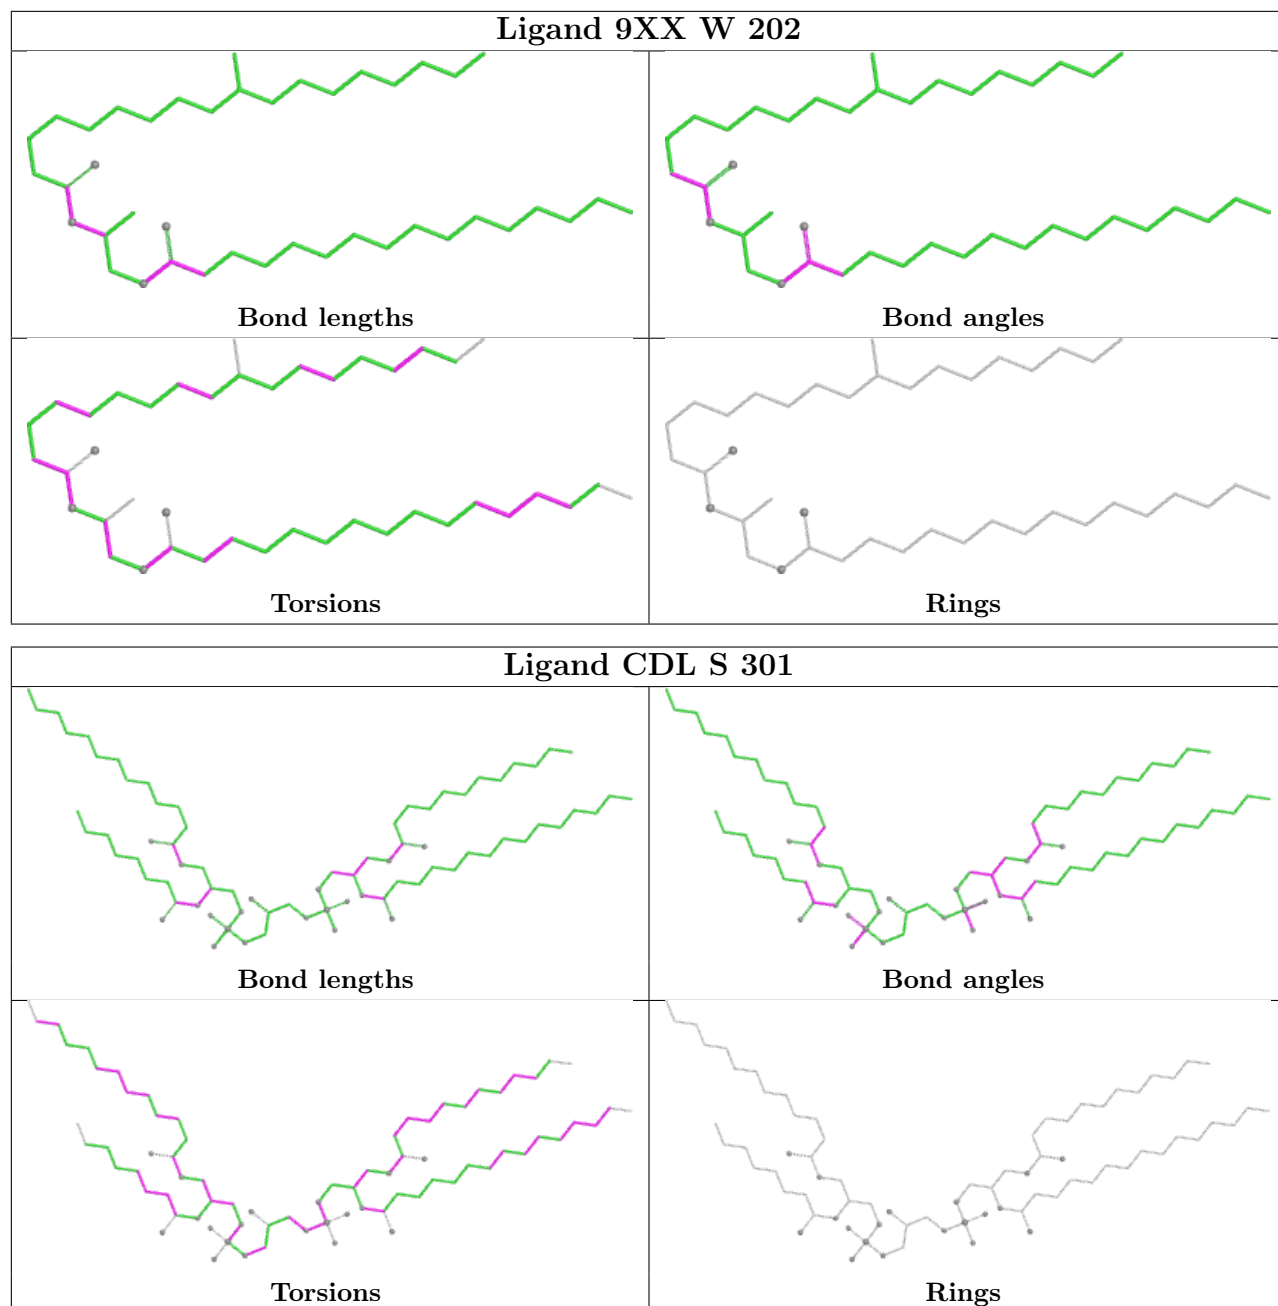 Ligand 9XX W 202
Bond lengths
Bond angles
Torsions
Rings
Ligand CDL S 301
Bond lengths
Bond angles
Torsions
Rings